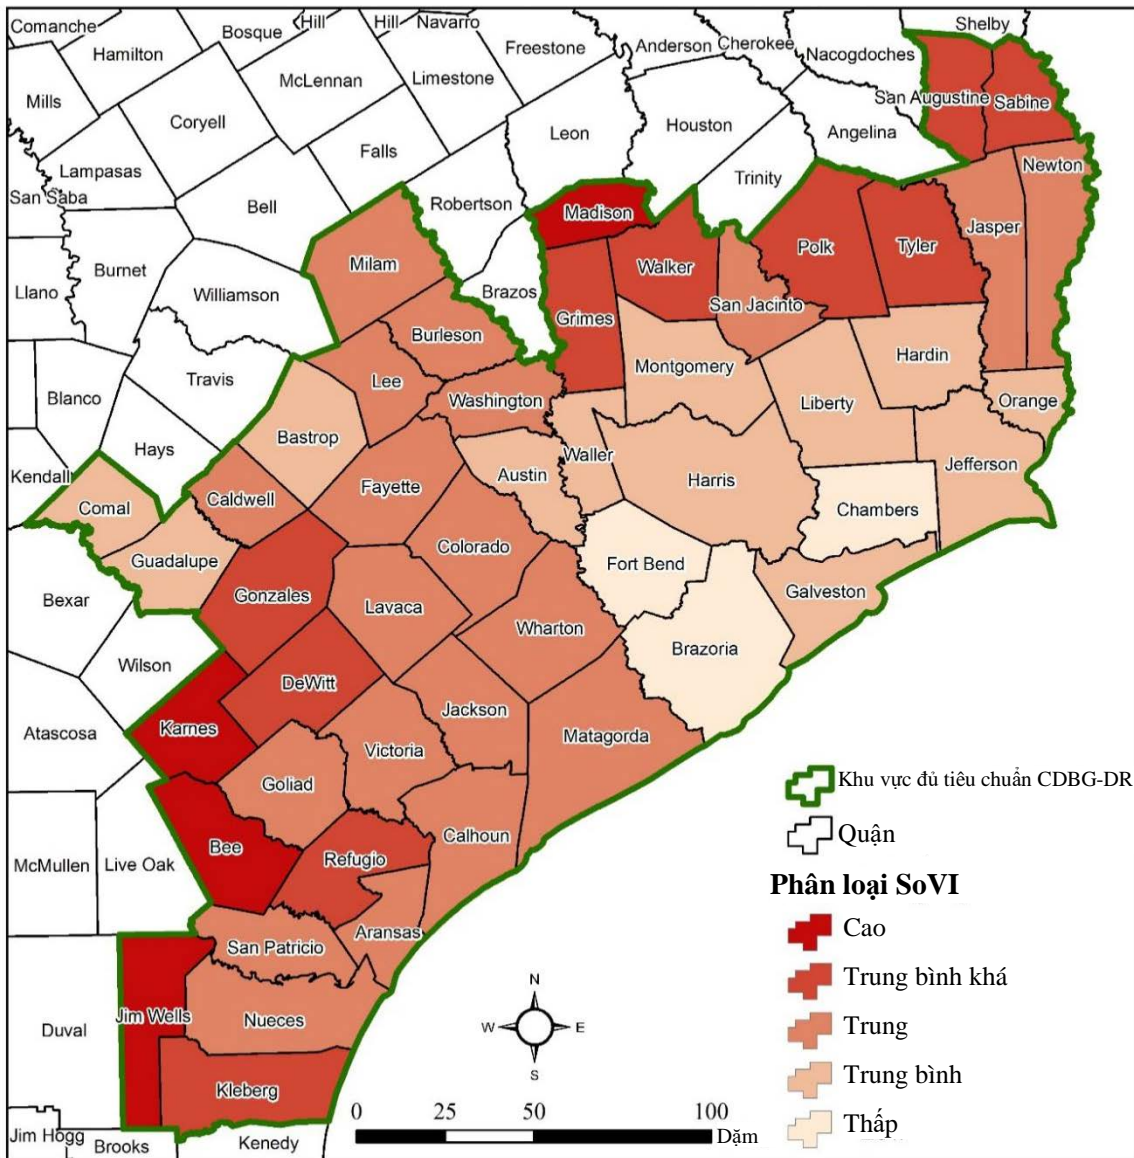 Comanche
Hamilton
Bosque
Hill
Hill
Navarro
Freestone
Anderson
Cherokee
Nacogdoches
Shelby
Mills
Coryell
McLennan
Limestone
Leon
Houston
Angelina
San Augustine
Sabine
Lampasas
San Saba
Falls
Bell
Robertson
Trinity
Newton
Madison
Jasper
Burnet
Milam
Walker
Polk
Tyler
Llano
Williamson
Brazos
Grimes
San Jacinto
Burleson
Travis
Lee
Washington
Montgomery
Hardin
Blanco
Liberty
Orange
Hays
Bastrop
Waller
Kendall
Caldwell
Fayette
Austin
Harris
Jefferson
Comal
Chambers
Guadalupe
Colorado
Fort Bend
Bexar
Gonzales
Lavaca
Galveston
Wharton
Brazoria
Wilson
DeWitt
Atascosa
Karnes
Jackson
Matagorda
Victoria
Goliad
McMullen
Live Oak
Bee
Refugio
Calhoun
San Patricio
Aransas
Duval
Jim Wells
Nueces
Kleberg
Jim Hogg
Brooks
Kenedy
Khu vực đủ tiêu chuẩn CDBG-DR
Quận
Phân loại SoVI
Cao
Trung bình khá
Trung
Trung bình
Thấp
N
W
E
S
0 25 50 100
Dặm